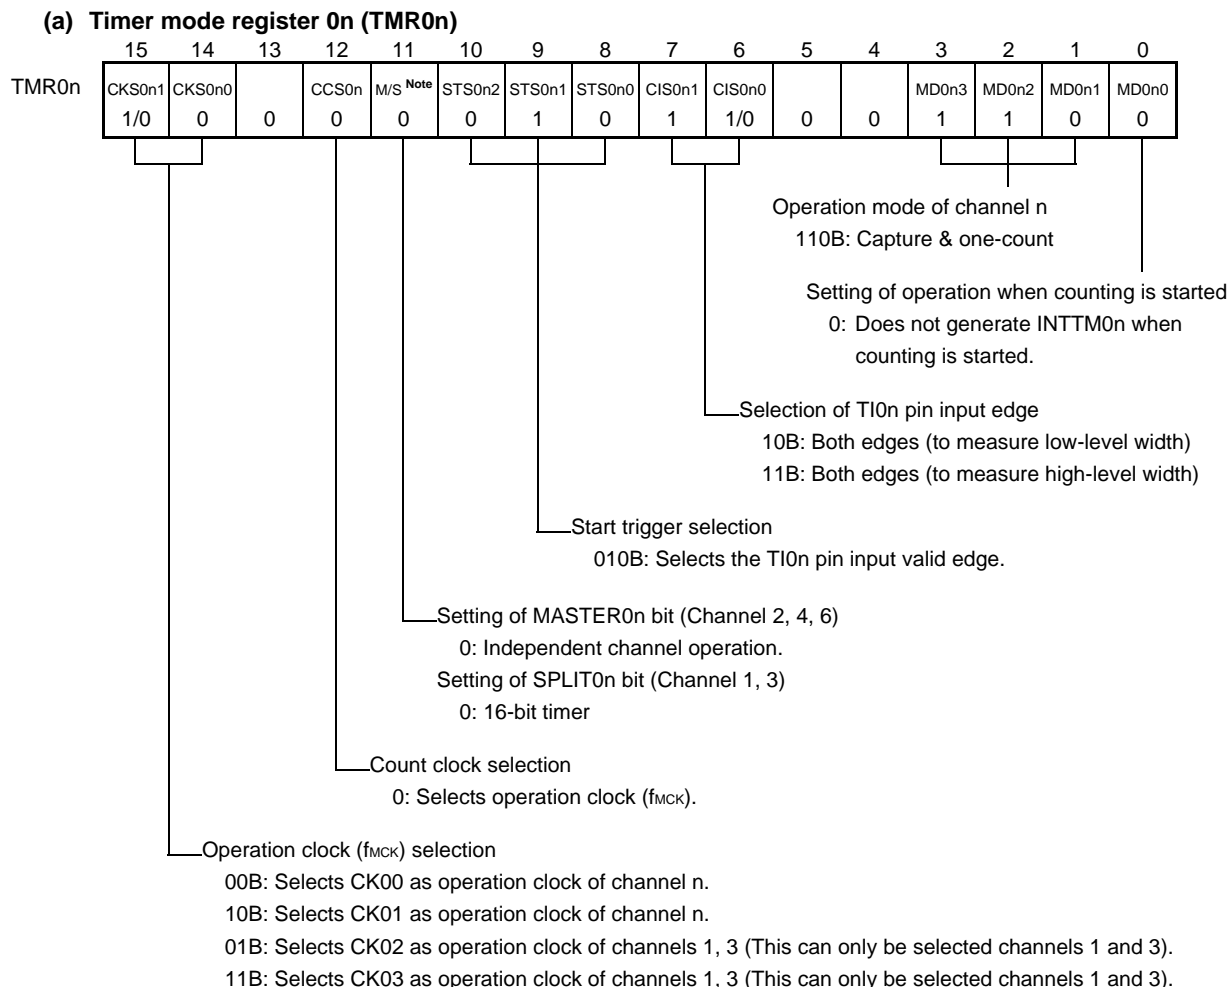 (a) Timer mode register 0n (TMR0n)
15 14 13 12 11 10 9 8 7 6 5 4 3 2 1 0
TMR0n CKS0n1 CKS0n0 CCS0n M/S Note STS0n2 STS0n1 STS0n0 CIS0n1 CIS0n0 MD0n3 MD0n2 MD0n1 MD0n0
1/0 0 0 0 0 0 1 0 1 1/0 0 0 1 1 0 0
Operation mode of channel n
110B: Capture & one-count
Setting of operation when counting is started
0: Does not generate INTTM0n when
counting is started.
Selection of TI0n pin input edge
10B: Both edges (to measure low-level width)
11B: Both edges (to measure high-level width)
Start trigger selection
010B: Selects the TI0n pin input valid edge.
Setting of MASTER0n bit (Channel 2, 4, 6)
0: Independent channel operation.
Setting of SPLIT0n bit (Channel 1, 3)
0: 16-bit timer
Count clock selection
0: Selects operation clock (fMCK).
Operation clock (fMCK) selection
00B: Selects CK00 as operation clock of channel n.
10B: Selects CK01 as operation clock of channel n.
01B: Selects CK02 as operation clock of channels 1, 3 (This can only be selected channels 1 and 3).
11B: Selects CK03 as operation clock of channels 1, 3 (This can only be selected channels 1 and 3).